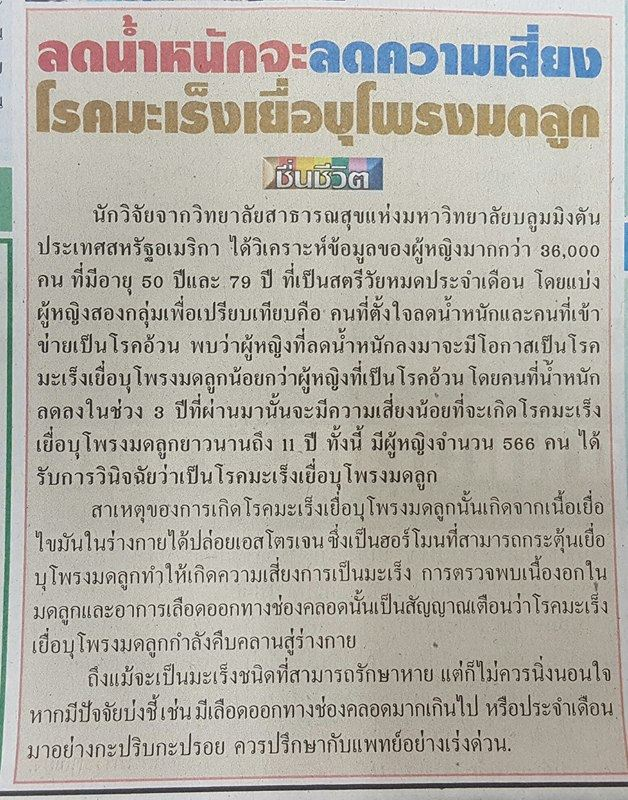 ลดน้ำหนักจะลดความเสี่ยง
โรคมะเร็งเยื่อบุโพรงมดลูก
ชื่นชีวิต
นักวิจัยจากวิทยาลัยสาธารณสุขแห่งมหาวิทยาลัยบลูมมิงตัน
ประเทศสหรัฐอเมริกา ได้วิเคราะห์ข้อมูลของผู้หญิงมากกว่า 36,000
คน ที่มีอายุ 50 ปีและ 79 ปี ที่เป็นสตรีวัยหมดประจำเดือน โดยแบ่ง
ผู้หญิงสองกลุ่มเพื่อเปรียบเทียบคือ คนที่ตั้งใจลดน้ำหนักและคนที่เข้า
ข่ายเป็นโรคอ้วน พบว่าผู้หญิงที่ลดน้ำหนักลงมาจะมีโอกาสเป็นโรค
มะเร็งเยื่อบุโพรงมดลูกน้อยกว่าผู้หญิงที่เป็นโรคอ้วน โดยคนที่น้ำหนัก
ลดลงในช่วง 3 ปีที่ผ่านมานั้นจะมีความเสี่ยงน้อยที่จะเกิดโรคมะเร็ง
เยื่อบุโพรงมดลูกยาวนานถึง 11 ปี ทั้งนี้ มีผู้หญิงจำนวน 566 คน ได้
รับการวินิจฉัยว่าเป็นโรคมะเร็งเยื่อบุโพรงมดลูก
สาเหตุของการเกิดโรคมะเร็งเยื่อบุโพรงมดลูกนั้นเกิดจากเนื้อเยื่อ
ไขมันในร่างกายได้ปล่อยเอสโตรเจน ซึ่งเป็นฮอร์โมนที่สามารถกระตุ้นเยื่อ
บุโพรงมดลูกทำให้เกิดความเสี่ยงการเป็นมะเร็ง การตรวจพบเนื้องอกใน
มดลูกและอาการเลือดออกทางช่องคลอดนั้นเป็นสัญญาณเตือนว่าโรคมะเร็ง
เยื่อบุโพรงมดลูกกำลังคืบคลานสู่ร่างกาย
ถึงแม้จะเป็นมะเร็งชนิดที่สามารถรักษาหาย แต่ก็ไม่ควรนิ่งนอนใจ
หากมีปัจจัยบ่งชี้ เช่น มีเลือดออกทางช่องคลอดมากเกินไป หรือประจำเดือน
มาอย่างกะปริบกะปรอย ควรปรึกษากับแพทย์อย่างเร่งด่วน.